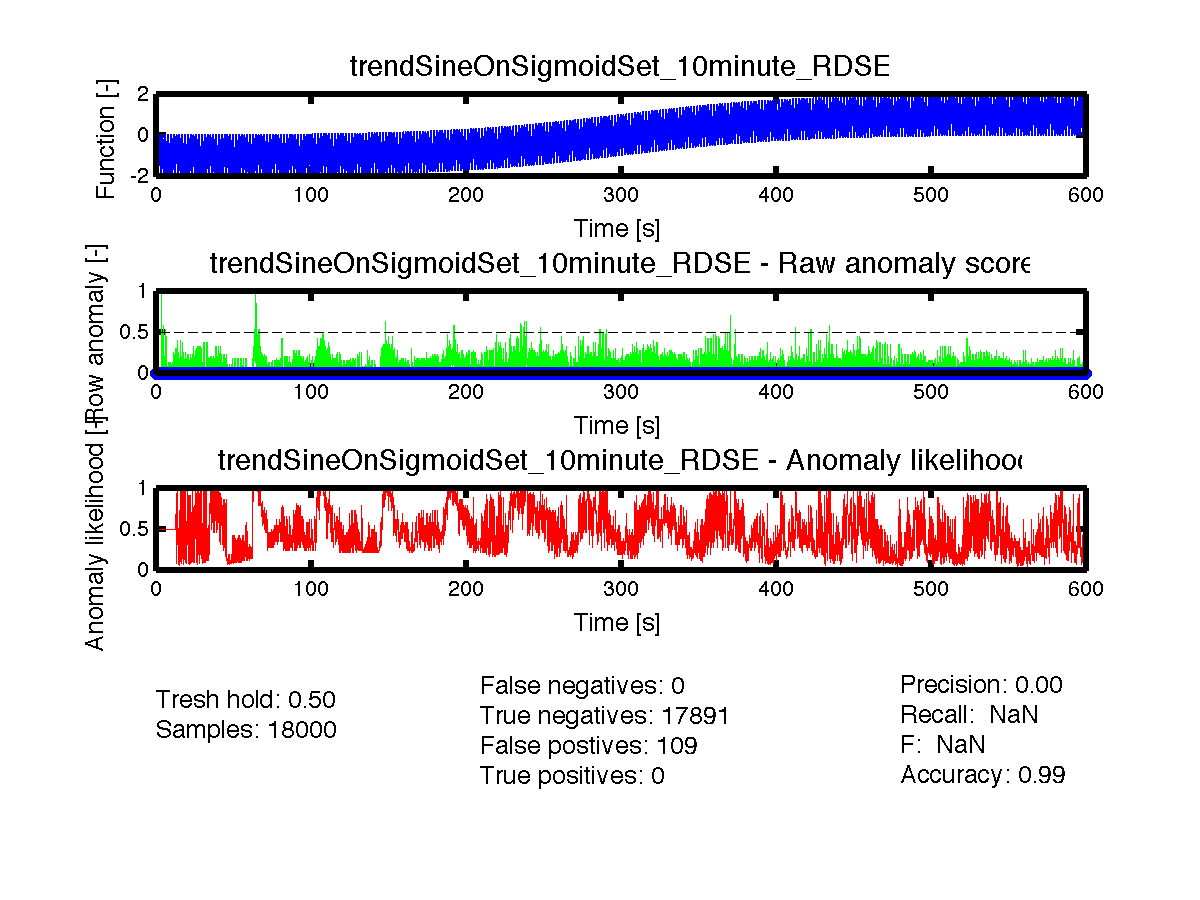 trendSineOnSigmoidSet_10minute_RDSE
Function [-]
2
0
-2
0 100 200 300 400 500 600
Time [s]
trendSineOnSigmoidSet_10minute_RDSE - Raw anomaly score
Row anomaly [-]
1
0.5
0
0 100 200 300 400 500 600
Time [s]
trendSineOnSigmoidSet_10minute_RDSE - Anomaly likelihood
Anomaly likelihood [-]
1
0.5
0
0 100 200 300 400 500 600
Time [s]
Tresh hold: 0.50
Samples: 18000
False negatives: 0
True negatives: 17891
False postives: 109
True positives: 0
Precision: 0.00
Recall: NaN
F: NaN
Accuracy: 0.99